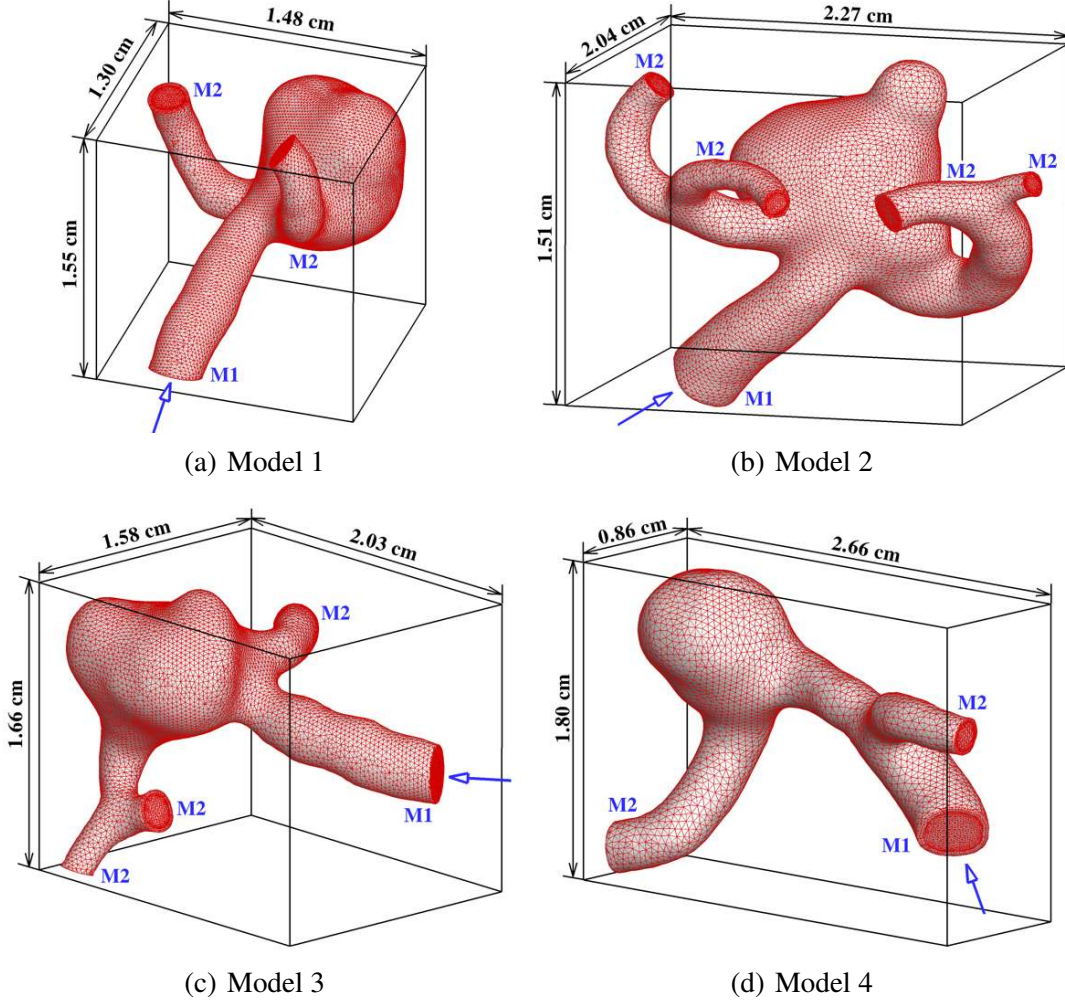 1.48 cm
1.30 cm
M2
1.55 cm
M2
M1
(a) Model 1
2.27 cm
2.04 cm
M2
M2
M2
M2
1.51 cm
M1
(b) Model 2
1.58 cm
2.03 cm
M2
1.66 cm
M2
M1
M2
(c) Model 3
0.86 cm
2.66 cm
M2
1.80 cm
M2
M1
(d) Model 4